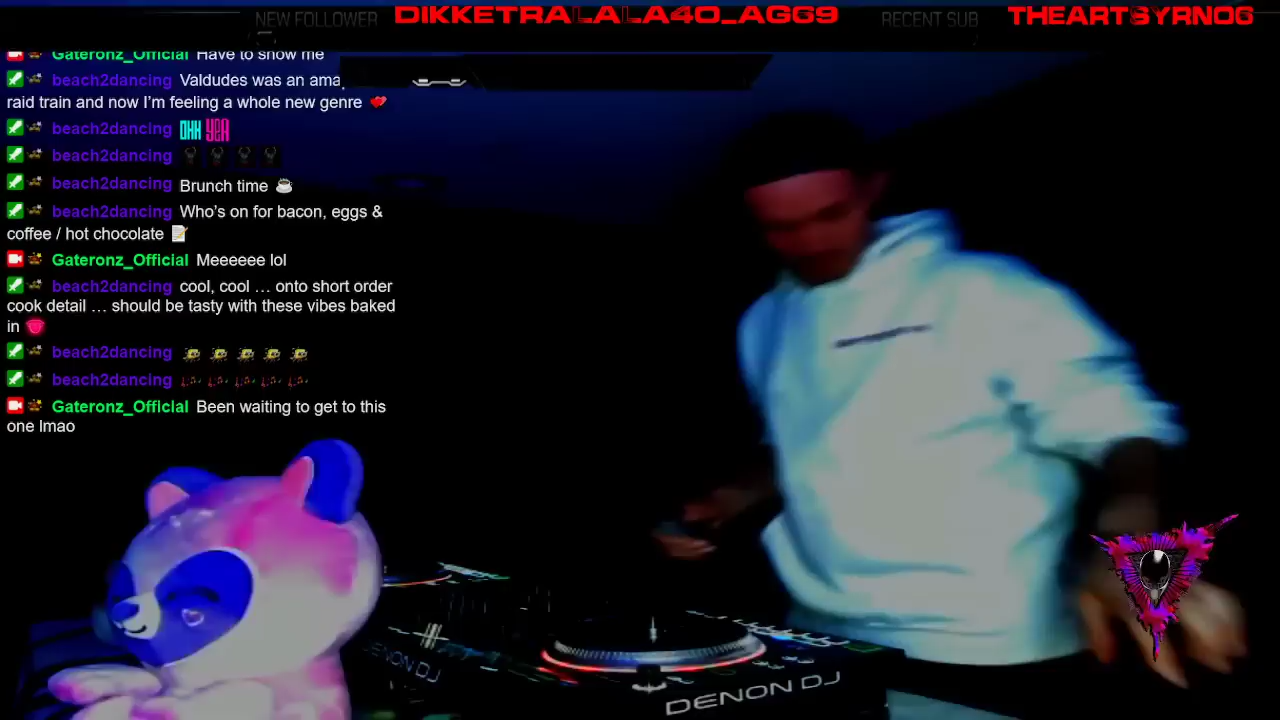 NEW FOLLOWER DIKKETRALALA40_AG69 RECENT SUB THEARTGYRN06
Gateronz_Official Have to show me
beach2dancing Valdudes was an ama
raid train and now I'm feeling a whole new genre
beach2dancing OHH YEA
beach2dancing
beach2dancing Brunch time
beach2dancing Who's on for bacon, eggs &
coffee / hot chocolate
Gateronz_Official Meeeeee lol
beach2dancing cool, cool … onto short order
cook detail … should be tasty with these vibes baked
in
beach2dancing
beach2dancing
Gateronz_Official Been waiting to get to this
one lmao
DENON DJ
DENON DJ